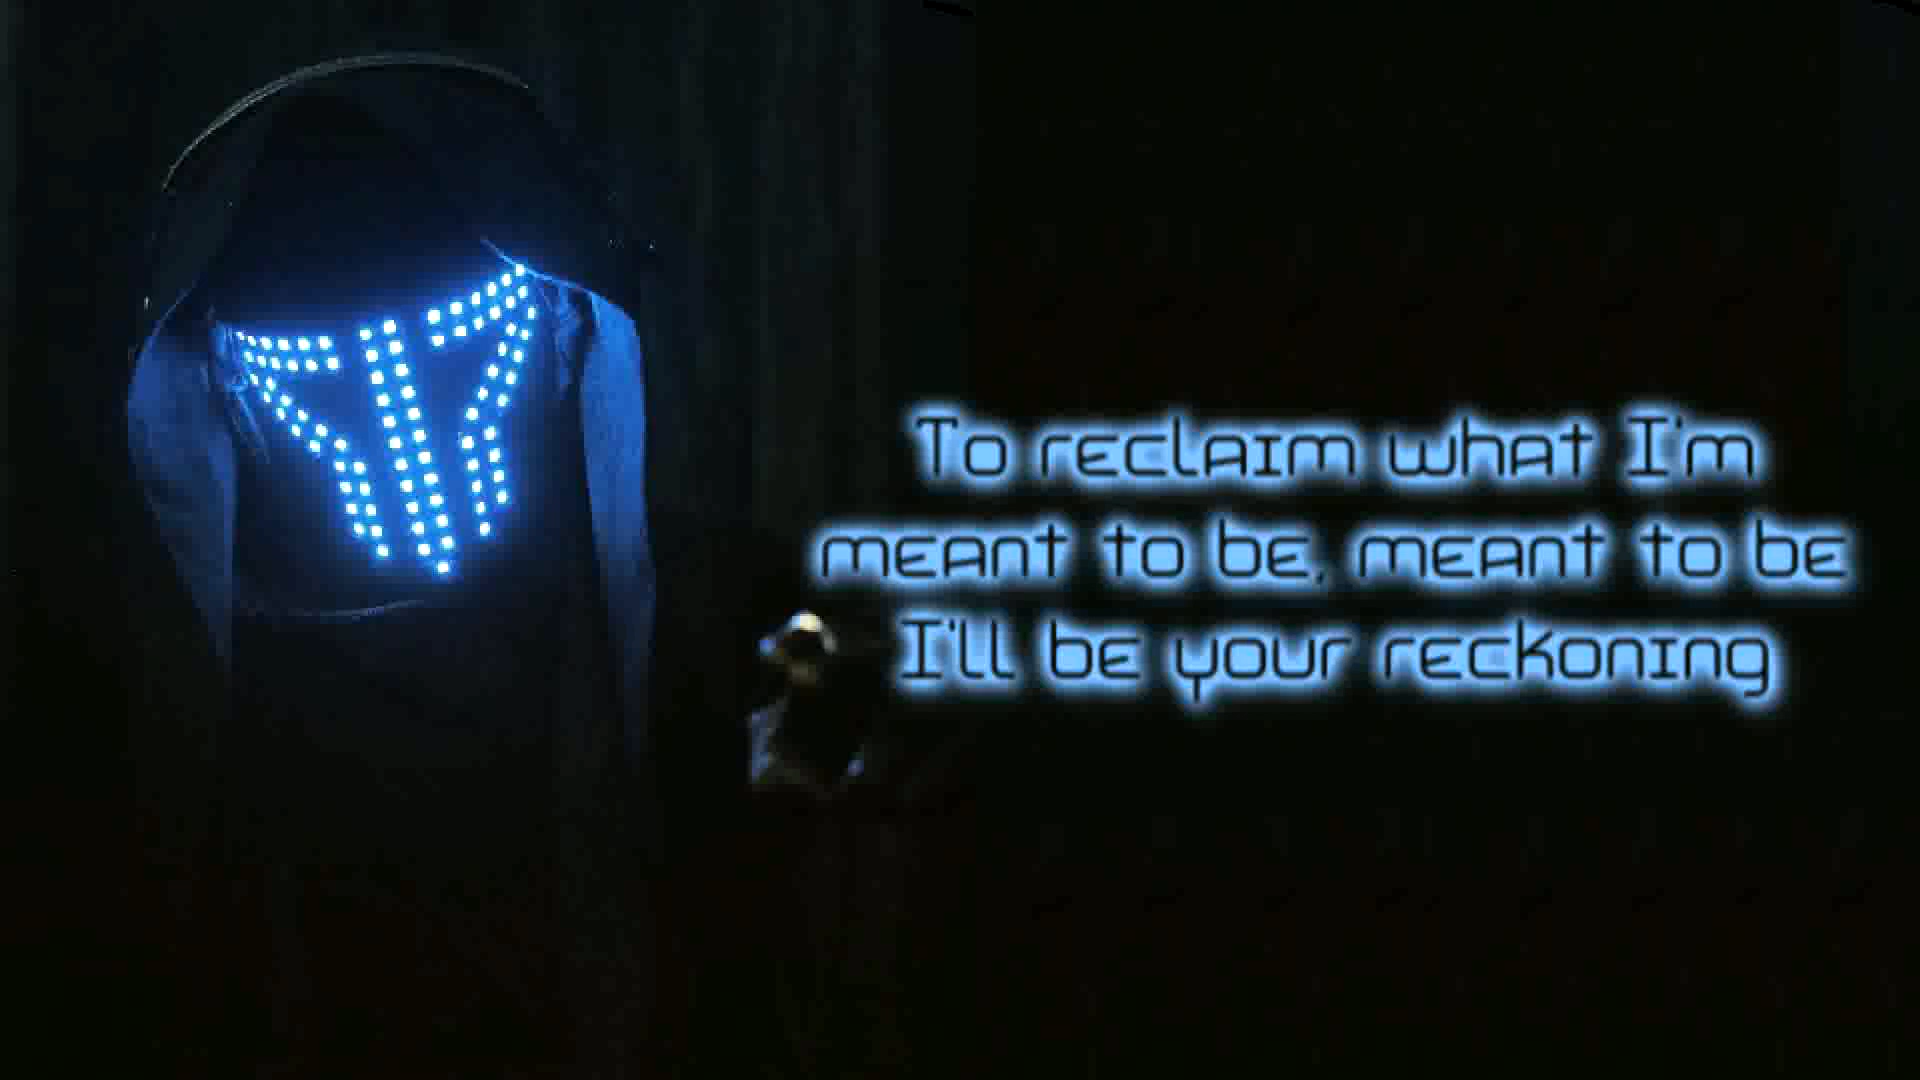 To reclaim what I'm
meant to be, meant to be
I'll be your reckoning